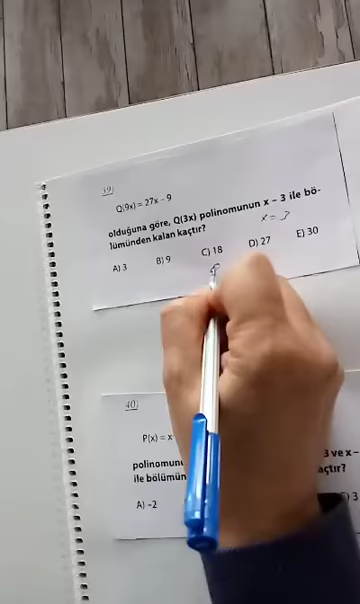 39)
Q(9x) = 27x - 9
olduğuna göre, Q(3x) polinomunun x - 3 ile bö-
lümünden kalan kaçtır?
x = 3
A) 3 B) 9 C) 18 D) 27 E) 30
40)
P(x) = x
polinomunu
ile bölümün
3 ve x -
açtır?
A) -2
3